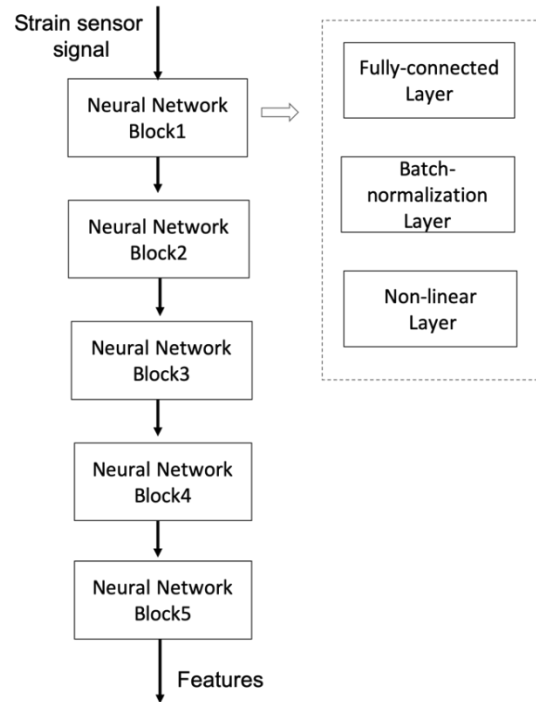 Strain sensor
signal
Neural Network
Block1
Neural Network
Block2
Neural Network
Block3
Neural Network
Block4
Neural Network
Block5
Features
Fully-connected
Layer
Batch-
normalization
Layer
Non-linear
Layer